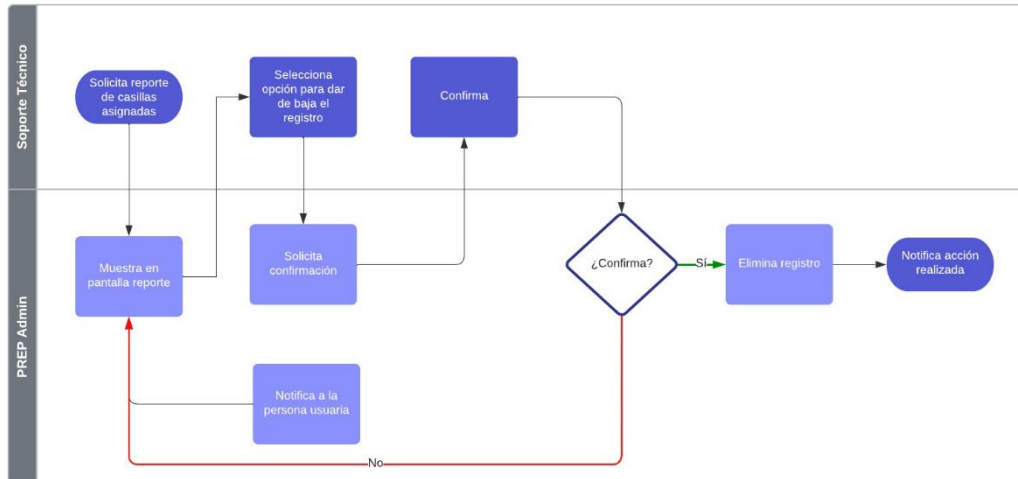 Soporte Técnico
Solicita reporte
de casillas
asignadas
Selecciona
opción para dar
de baja el
registro
Confirma
PREP Admin
Muestra en
pantalla reporte
Solicita
confirmación
¿Confirma?
Sí
Elimina registro
Notifica acción
realizada
Notifica a la
persona usuaria
No